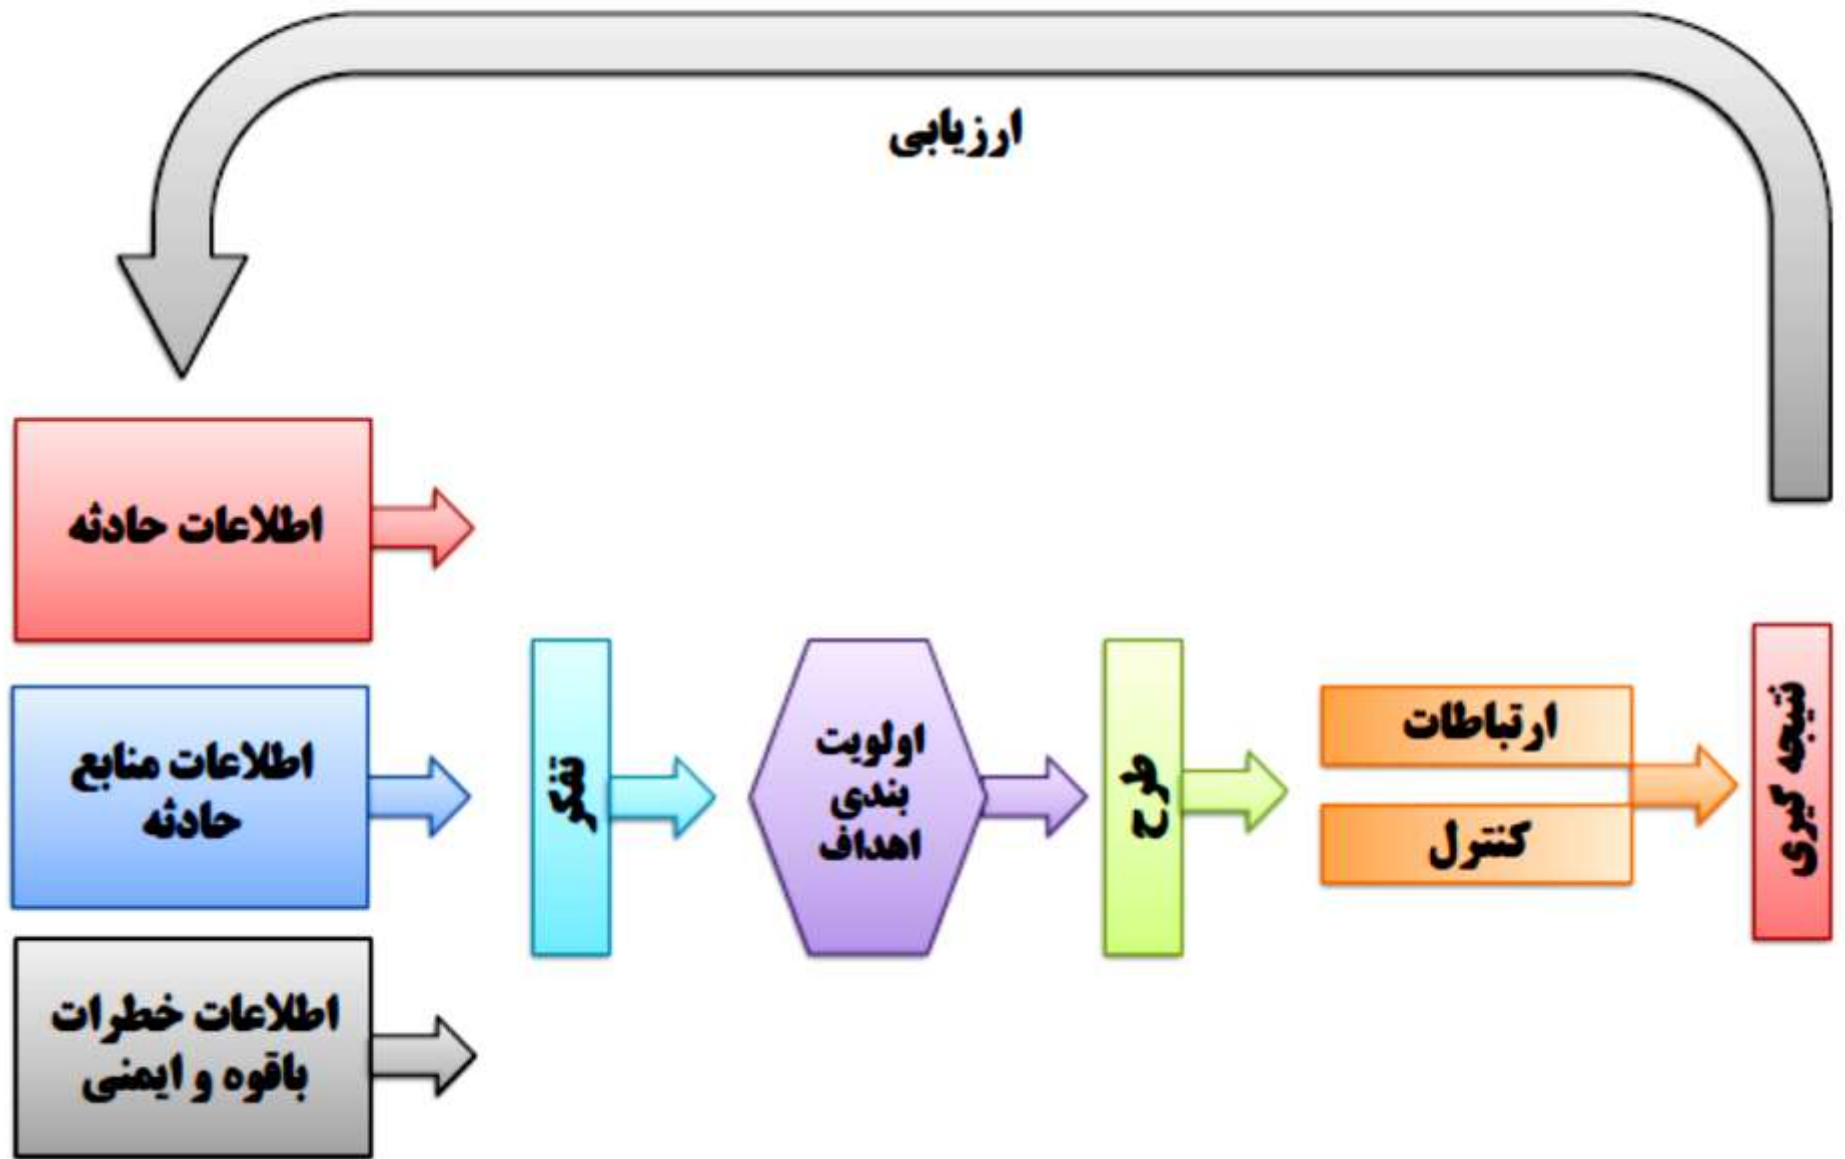 ارزیابی
اطلاعات حادثه
اطلاعات منابع
حادثه
اطلاعات خطرات
باقوه و ایمنی
تفکر
اولویت
بندی
اهداف
طرح
ارتباطات
کنترل
نتیجه گیری